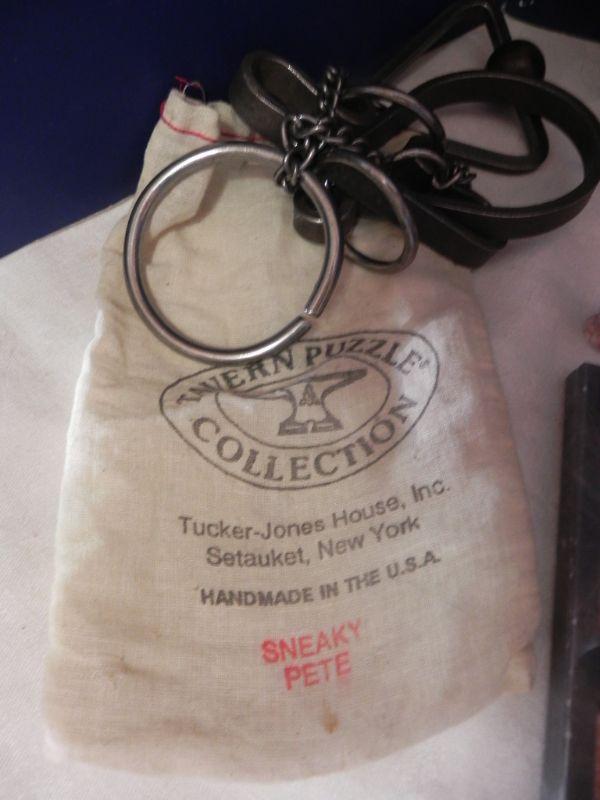 TAVERN PUZZLE®
COLLECTION
Tucker-Jones House, Inc.
Setauket, New York
HANDMADE IN THE U.S.A.
SNEAKY
PETE